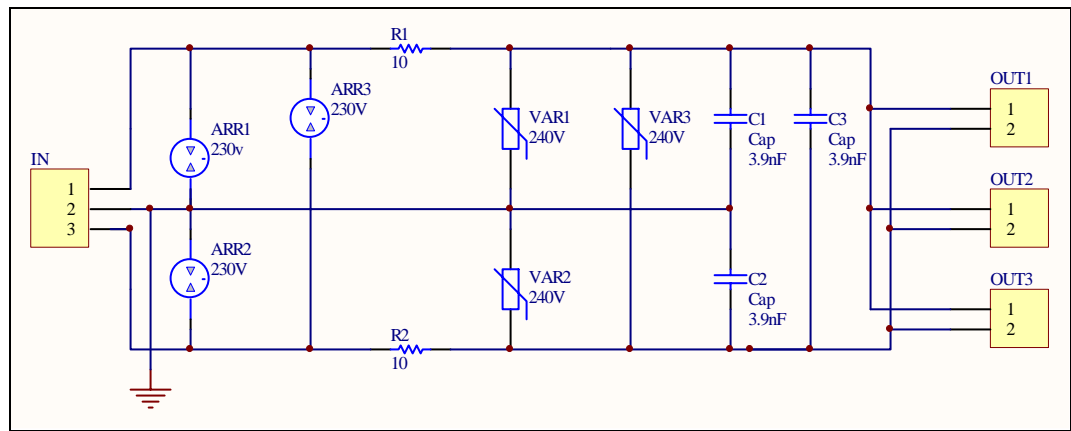 R1
10
ARR3
230V
ARR1
230v
VAR1
240V
VAR3
240V
C1
Cap
3.9nF
C3
Cap
3.9nF
OUT1
1
2
IN
1
2
3
OUT2
1
2
ARR2
230V
VAR2
240V
C2
Cap
3.9nF
OUT3
1
2
R2
10